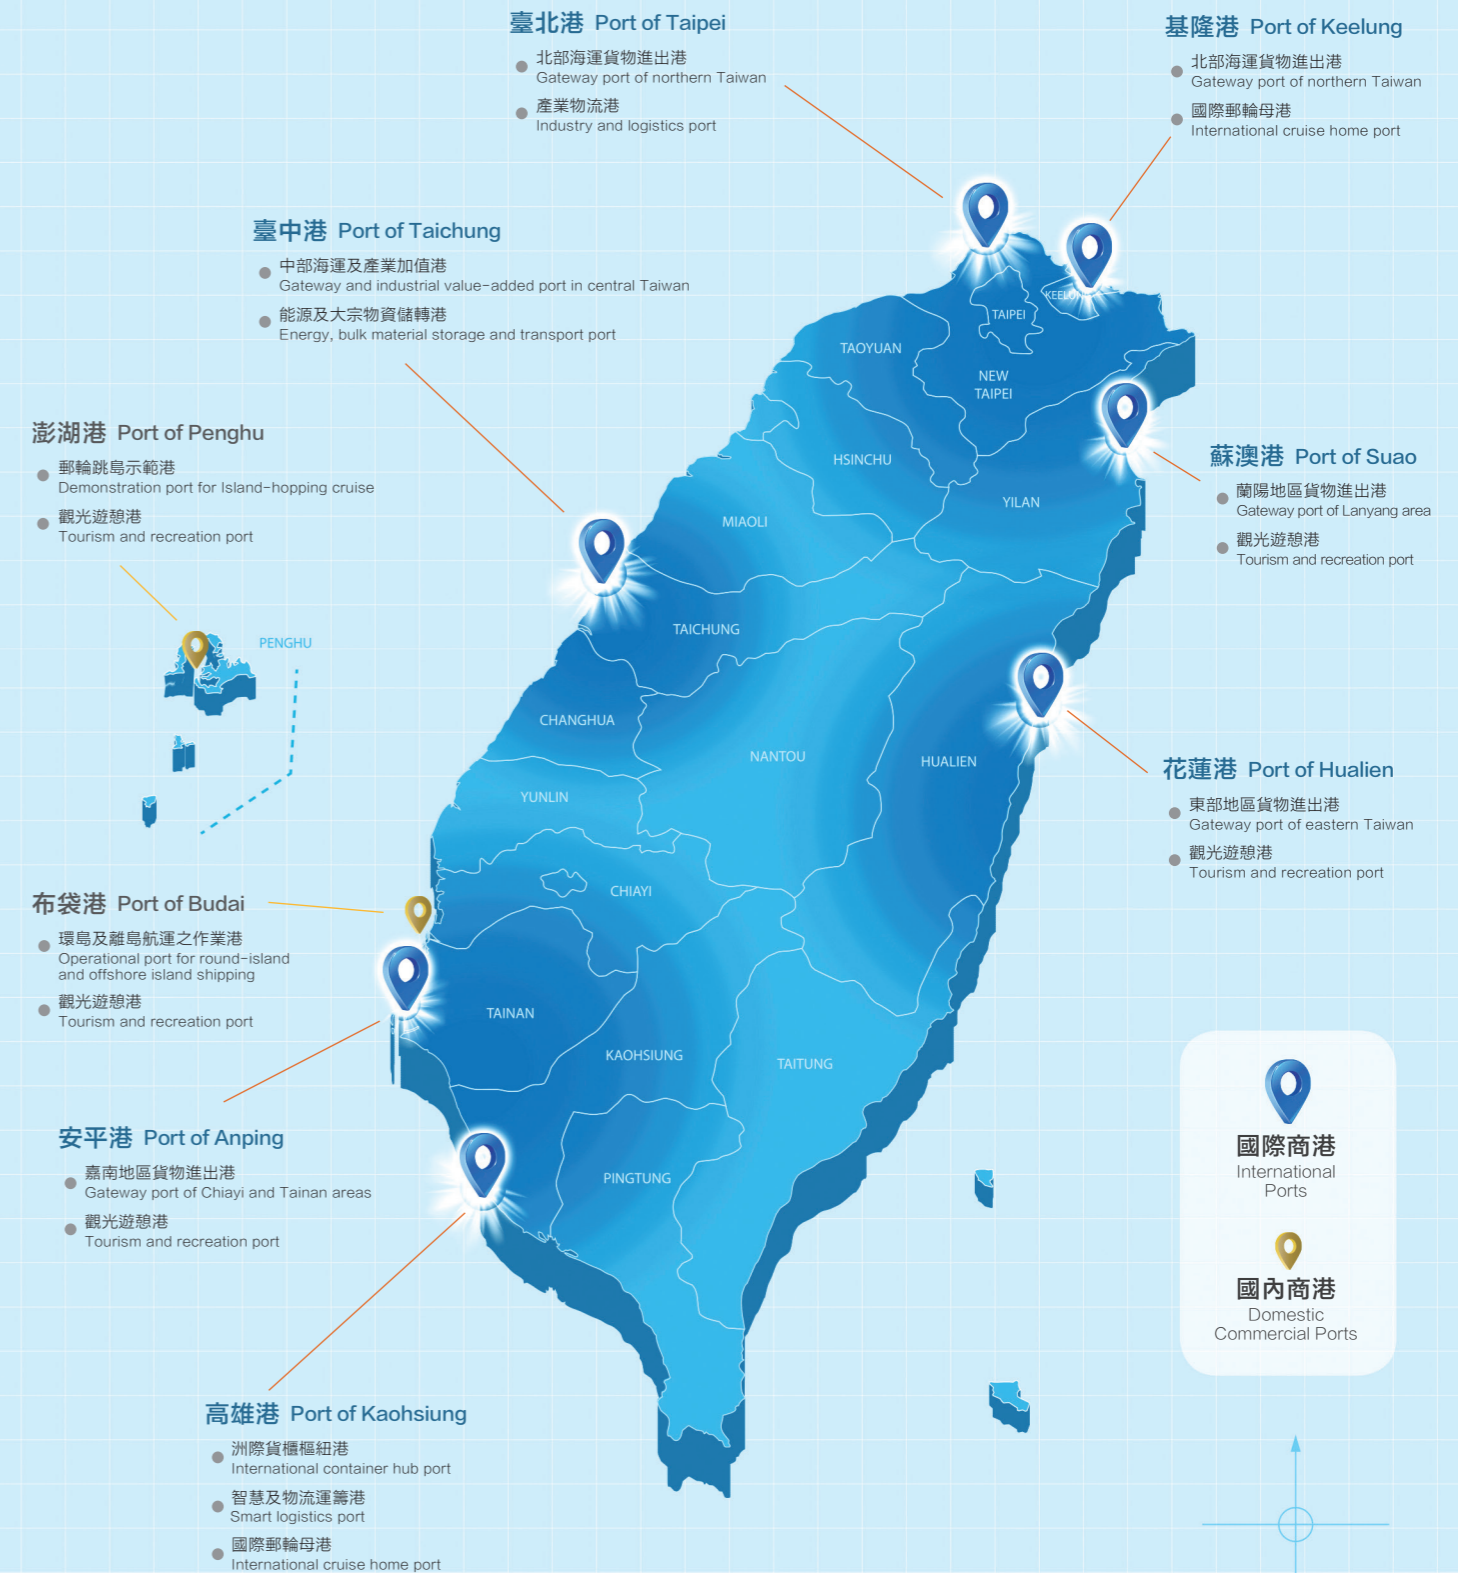 臺北港 Port of Taipei
北部海運貨物進出港
Gateway port of northern Taiwan
產業物流港
Industry and logistics port
基隆港 Port of Keelung
北部海運貨物進出港
Gateway port of northern Taiwan
國際郵輪母港
International cruise home port
臺中港 Port of Taichung
中部海運及產業加值港
Gateway and industrial value-added port in central Taiwan
能源及大宗物資儲轉港
Energy, bulk material storage and transport port
澎湖港 Port of Penghu
郵輪跳島示範港
Demonstration port for Island-hopping cruise
觀光遊憩港
Tourism and recreation port
蘇澳港 Port of Suao
蘭陽地區貨物進出港
Gateway port of Lanyang area
觀光遊憩港
Tourism and recreation port
花蓮港 Port of Hualien
東部地區貨物進出港
Gateway port of eastern Taiwan
觀光遊憩港
Tourism and recreation port
布袋港 Port of Budai
環島及離島航運之作業港
Operational port for round-island
and offshore island shipping
觀光遊憩港
Tourism and recreation port
安平港 Port of Anping
嘉南地區貨物進出港
Gateway port of Chiayi and Tainan areas
觀光遊憩港
Tourism and recreation port
高雄港 Port of Kaohsiung
洲際貨櫃樞紐港
International container hub port
智慧及物流運籌港
Smart logistics port
國際郵輪母港
International cruise home port
KEELUNG
TAIPEI
TAOYUAN
NEW
TAIPEI
HSINCHU
YILAN
MIAOLI
TAICHUNG
PENGHU
CHANGHUA
NANTOU
HUALIEN
YUNLIN
CHIAYI
TAINAN
KAOHSIUNG
TAITUNG
PINGTUNG
國際商港
International
Ports
國內商港
Domestic
Commercial Ports